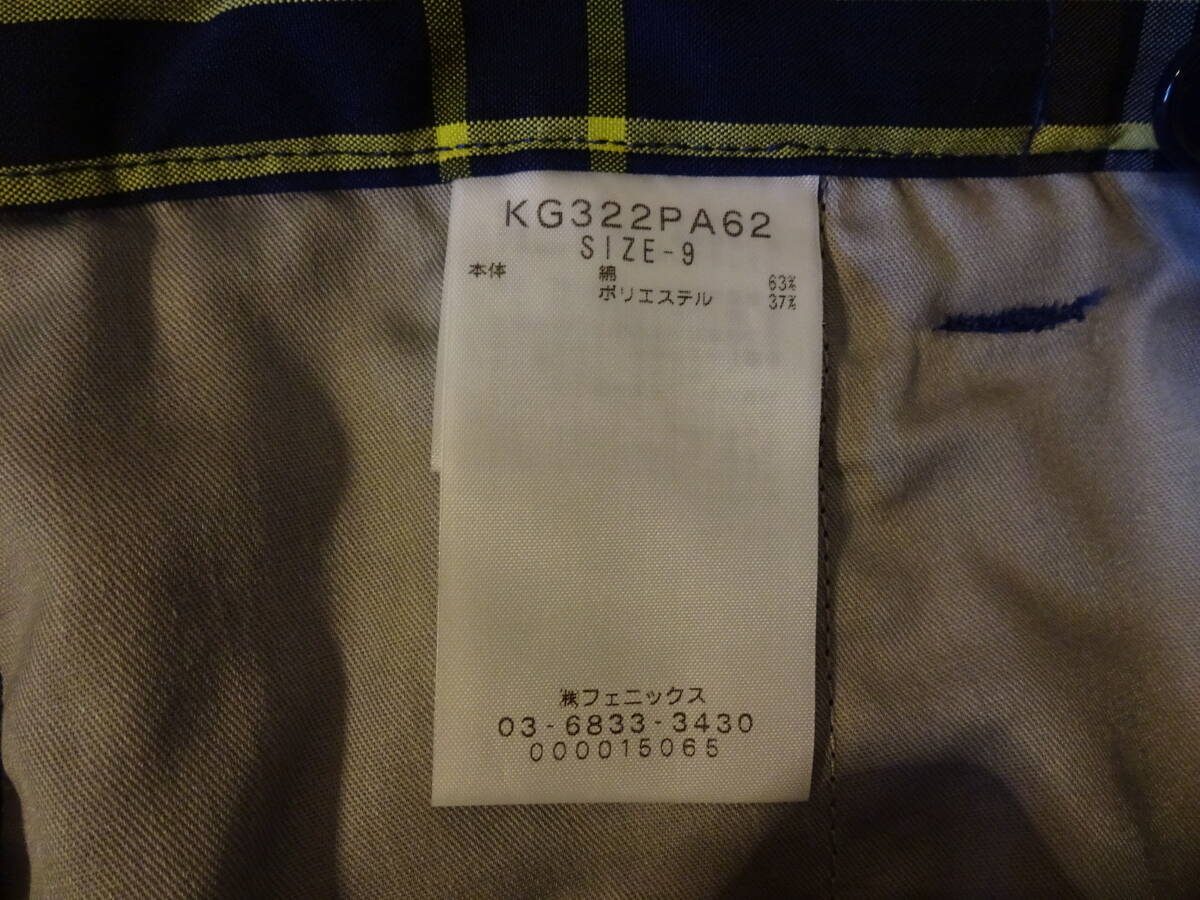 KG322PA62
SIZE-9
本体 綿 63%
ポリエステル 37%
㈱フェニックス
03-6833-3430
000015065